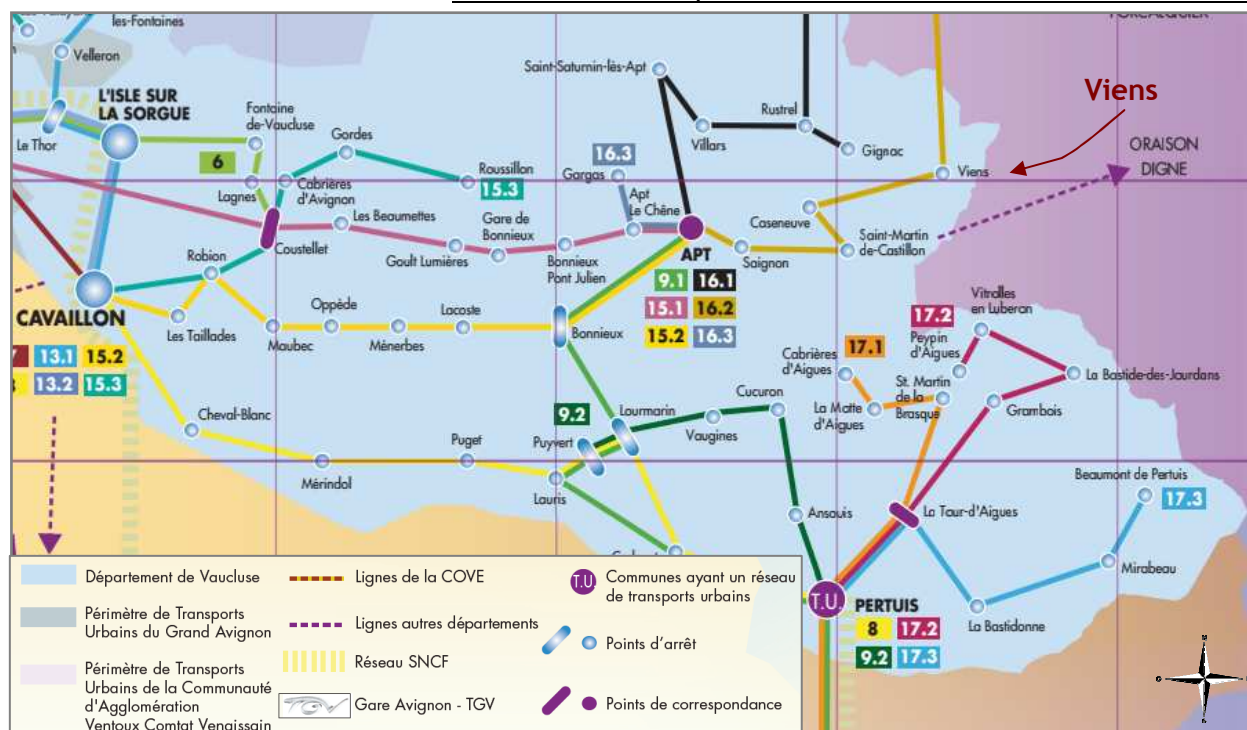 les-Fontaines
FORCALQUIER
Velleron
L'ISLE SUR
LA SORGUE
Le Thor
Fontaine
de-Vaucluse
6
Lagnes
Gordes
Cabrières
d'Avignon
Roussillon
15.3
Saint-Saturnin-lès-Apt
Rustrel
Villars
Gignac
Viens
Viens
ORAISON
DIGNE
16.3
Gargas
Apt
Le Chêne
Les Beaumettes
Coustellet
Goult Lumières
Gare de
Bonnieux
Bonnieux
Pont Julien
APT
9.1 16.1
15.1 16.2
15.2 16.3
Saignon
Caseneuve
Saint-Martin
de-Castillon
Robion
CAVAILLON
Les Taillades
Maubec
Oppède
Ménerbes
Lacoste
Bonnieux
7 13.1 15.2
13.2 15.3
Cheval-Blanc
Mérindol
Puget
Lauris
9.2
Puyvert
Lourmarin
Vaugines
Cucuron
Ansouis
Cabrières
d'Aigues
17.1
La Motte
d'Aigues
St. Martin
de la
Brasque
17.2
Peypin
d'Aigues
Vitrolles
en Luberon
La Bastide-des-Jourdans
Grambois
La Tour-d'Aigues
Beaumont de Pertuis
17.3
Mirabeau
La Bastidonne
T.U.
PERTUIS
8 17.2
9.2 17.3
Département de Vaucluse
Périmètre de Transports
Urbains du Grand Avignon
Périmètre de Transports
Urbains de la Communauté
d'Agglomération
Ventoux Comtat Venaissain
Lignes de la COVE
Lignes autres départements
Réseau SNCF
Gare Avignon - TGV
T.U
Communes ayant un réseau
de transports urbains
Points d'arrêt
Points de correspondance